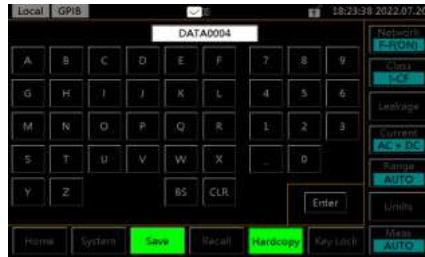 Local GPIB 18:23:38 2022.07.20
DATA0004
Network
F-F(ON)
A B C D E F 7 8 9
Class
I-CF
G H I J K L 4 5 6
Leakage
M N O P Q R 1 2 3
Current
AC + DC
S T U V W X _ 0
Range
AUTO
Y Z BS CLR Enter
Limits
Home System Save Recall Hardcopy Key Lock
Meas
AUTO